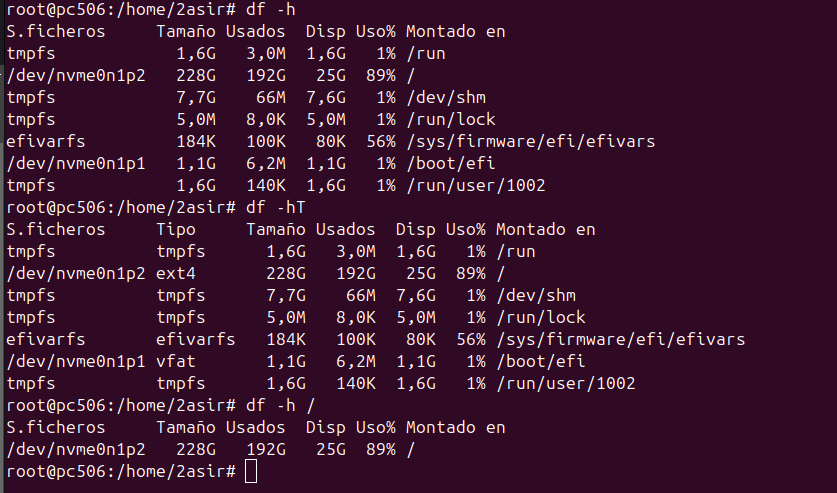 root@pc506:/home/2asir# df -h
S.ficheros     Tamaño Usados  Disp Uso% Montado en
tmpfs            1,6G   3,0M  1,6G   1% /run
/dev/nvme0n1p2   228G   192G   25G  89% /
tmpfs            7,7G    66M  7,6G   1% /dev/shm
tmpfs            5,0M   8,0K  5,0M   1% /run/lock
efivarfs         184K   100K   80K  56% /sys/firmware/efi/efivars
/dev/nvme0n1p1   1,1G   6,2M  1,1G   1% /boot/efi
tmpfs            1,6G   140K  1,6G   1% /run/user/1002
root@pc506:/home/2asir# df -hT
S.ficheros     Tipo     Tamaño Usados  Disp Uso% Montado en
tmpfs          tmpfs      1,6G   3,0M  1,6G   1% /run
/dev/nvme0n1p2 ext4       228G   192G   25G  89% /
tmpfs          tmpfs      7,7G    66M  7,6G   1% /dev/shm
tmpfs          tmpfs      5,0M   8,0K  5,0M   1% /run/lock
efivarfs       efivarfs   184K   100K   80K  56% /sys/firmware/efi/efivars
/dev/nvme0n1p1 vfat       1,1G   6,2M  1,1G   1% /boot/efi
tmpfs          tmpfs      1,6G   140K  1,6G   1% /run/user/1002
root@pc506:/home/2asir# df -h /
S.ficheros     Tamaño Usados  Disp Uso% Montado en
/dev/nvme0n1p2   228G   192G   25G  89% /
root@pc506:/home/2asir#